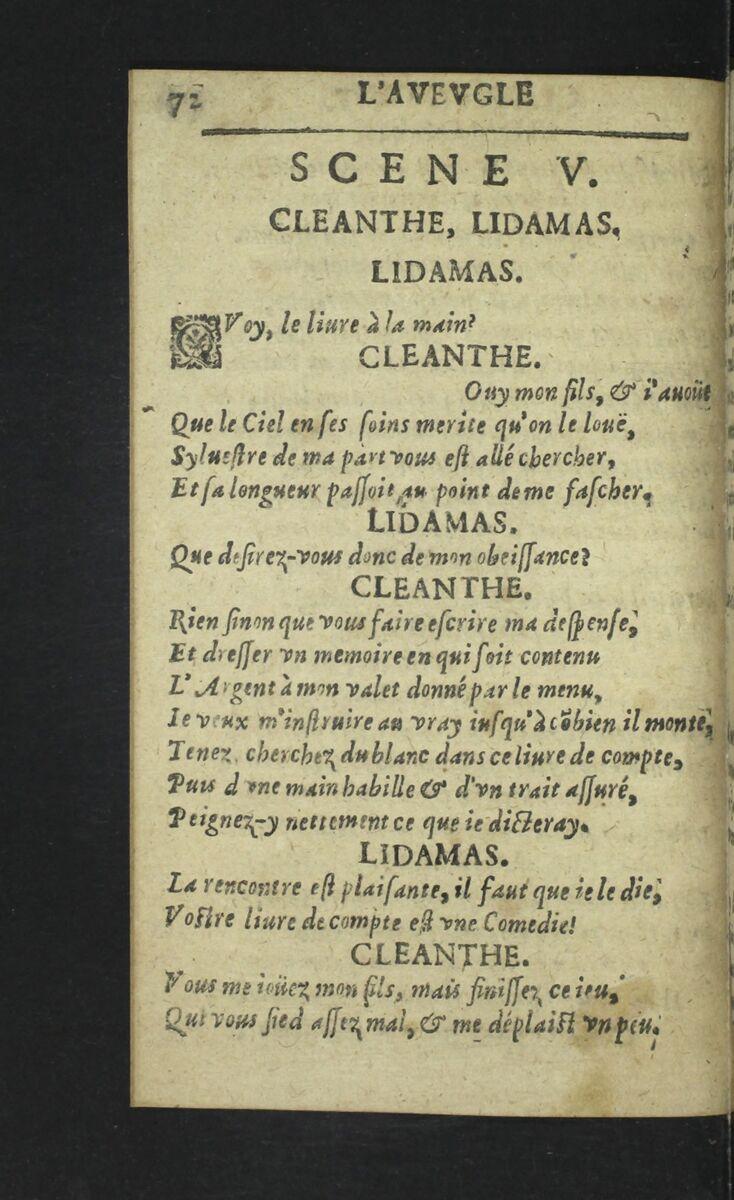 72 L'AVEVGLE
SCENE V.
CLEANTHE, LIDAMAS,
LIDAMAS.
QVoy, le liure à la main?
CLEANTHE.
Ouy mon fils, & i'auoüe
Que le Ciel en ses soins merite qu'on le louë,
Syluestre de ma part vous est allé chercher,
Et sa longueur passoit au point de me fascher,
LIDAMAS.
Que desirez-vous donc de mon obeissance?
CLEANTHE.
Rien sinon que vous faire escrire ma despense,
Et dresser vn memoire en qui soit contenu
L'Argent à mon valet donné par le menu,
Ie veux m'instruire au vray iusqu'à cõbien il monte,
Tenez, cherchez du blanc dans ce liure de compte,
Puis d'vne main habille & d'vn trait assuré,
Peignez-y nettement ce que ie dicteray.
LIDAMAS.
La rencontre est plaisante, il faut que ie le die,
Vostre liure de compte est vne Comedie!
CLEANTHE.
Vous me ioüez mon fils, mais finissez ce ieu,
Qui vous sied assez mal, & me déplaist vn peu,